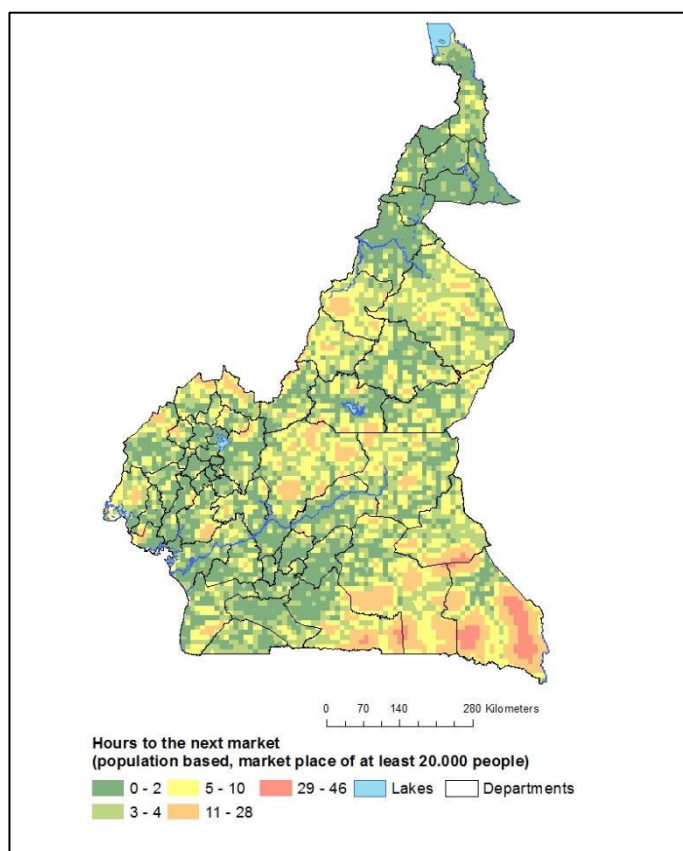 0 70 140 280 Kilometers
Hours to the next market
(population based, market place of at least 20.000 people)
0 - 2 5 - 10 29 - 46 Lakes Departments
3 - 4 11 - 28